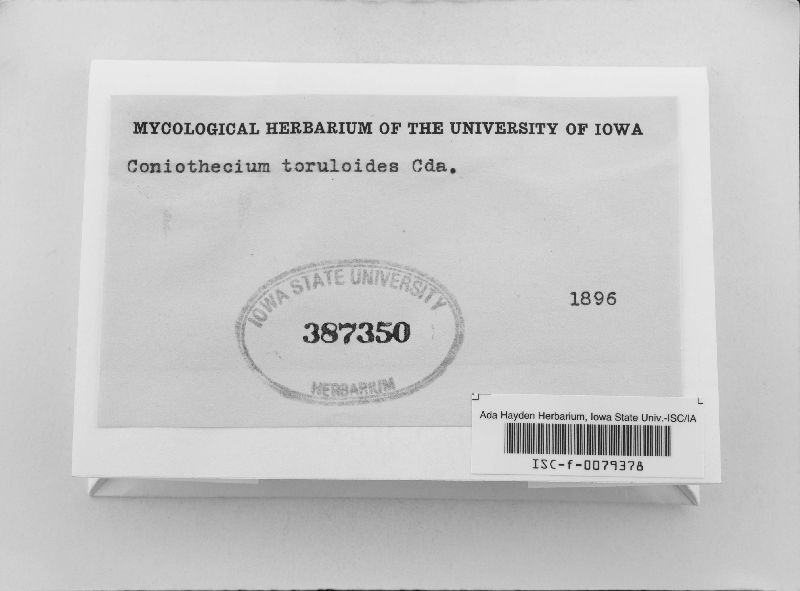 MYCOLOGICAL HERBARIUM OF THE UNIVERSITY OF IOWA
Coniothecium toruloides Cda.
IOWA STATE UNIVERSITY
387350
HERBARIUM
1896
Ada Hayden Herbarium, Iowa State Univ.-ISC/IA
ISC-f-0079378